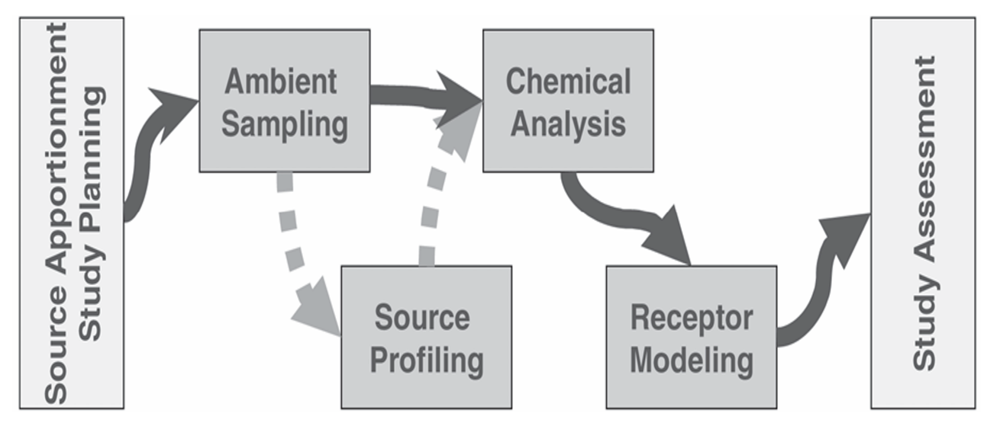 Source Apportionment
Study Planning
Ambient
Sampling
Chemical
Analysis
Source
Profiling
Receptor
Modeling
Study Assessment